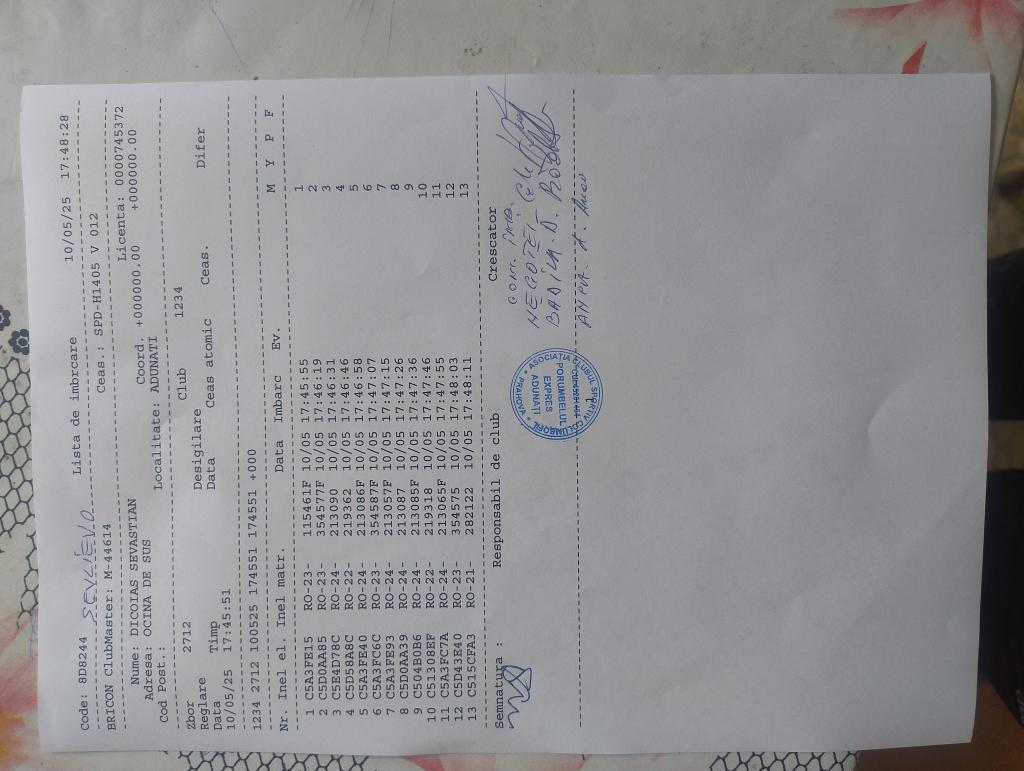 Code: 8D8244 SEVLIEVO Lista de imbrcare 10/05/25 17:48:28
BRICON ClubMaster: M-44614 Ceas.: SPD-H1405 V 012
Nume: DICOIAS SEVASTIAN Licenta: 0000745372
Adresa: OCINA DE SUS Coord. +000000.00 +000000.00
Cod Post.: Localitate: ADUNATI
Zbor 2712 Club 1234
Reglare Desigilare
Data Timp Data Ceas atomic Ceas. Difer
10/05/25 17:45:51
1234 2712 100525 174551 174551 +000
Nr. Inel el. Inel matr. Data Imbarc Ev. M Y P F
1 C5A3FE15 RO-23- 115461F 10/05 17:45:55 1
2 C5D0AA85 RO-23- 354577F 10/05 17:46:19 2
3 C5E4D78C RO-24- 213090 10/05 17:46:31 3
4 C5D58A8C RO-22- 219362 10/05 17:46:46 4
5 C5A3FE40 RO-24- 213086F 10/05 17:46:58 5
6 C5A3FC6C RO-23- 354587F 10/05 17:47:07 6
7 C5A3FE93 RO-24- 213057F 10/05 17:47:15 7
8 C5D0AA39 RO-24- 213087 10/05 17:47:26 8
9 C504B0B6 RO-24- 213085F 10/05 17:47:36 9
10 C51308EF RO-22- 219318 10/05 17:47:46 10
11 C5A3FC7A RO-24- 213065F 10/05 17:47:55 11
12 C5D43E40 RO-23- 354575 10/05 17:48:03 12
13 C515CFA3 RO-21- 282122 10/05 17:48:11 13
Semnatura : Responsabil de club Crescator
COM. IMB.
NEGOTEI
BADILA. D.
ASOCIATIA CLUBUL SPORTIV COLUMBOFIL
PORUMBELUL
EXPRES
ADUNATI
PRAHOVA